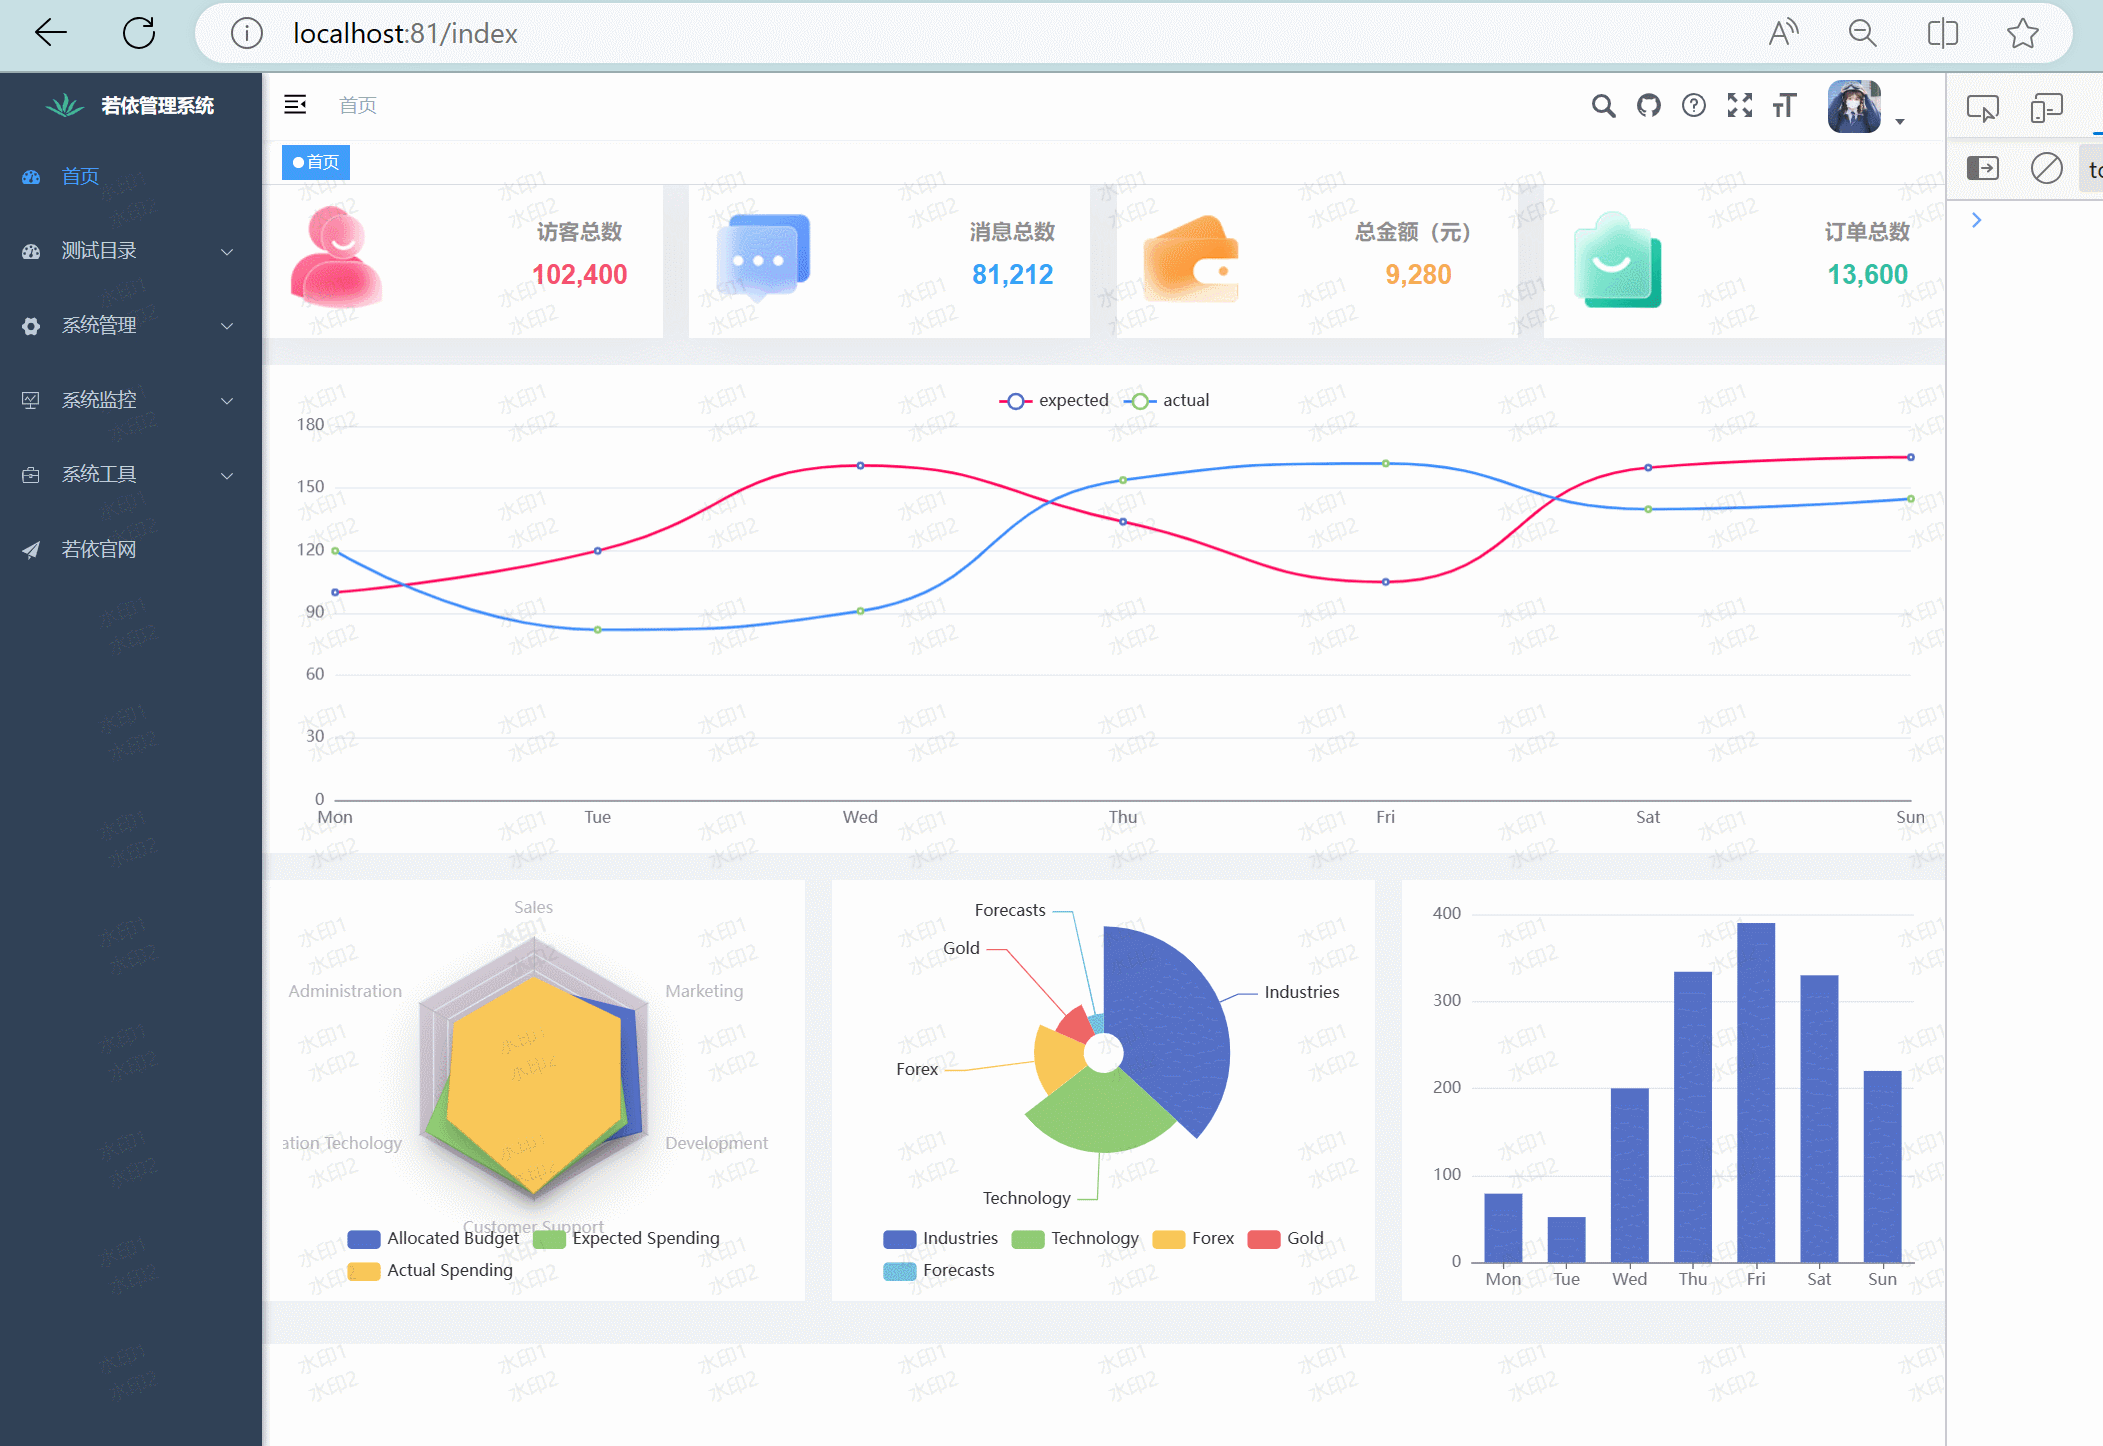 localhost:81/index
若依管理系统
首页
测试目录
系统管理
系统监控
系统工具
若依官网
首页
首页
访客总数
102,400
消息总数
81,212
总金额（元）
9,280
订单总数
13,600
expected
actual
180
150
120
90
60
30
0
Mon
Tue
Wed
Thu
Fri
Sat
Sun
Sales
Administration
Marketing
ation Techology
Development
Customer Support
Allocated Budget
Expected Spending
Actual Spending
Forecasts
Gold
Industries
Forex
Technology
Industries
Technology
Forex
Gold
Forecasts
400
300
200
100
0
Mon
Tue
Wed
Thu
Fri
Sat
Sun
to
水印1
水印2